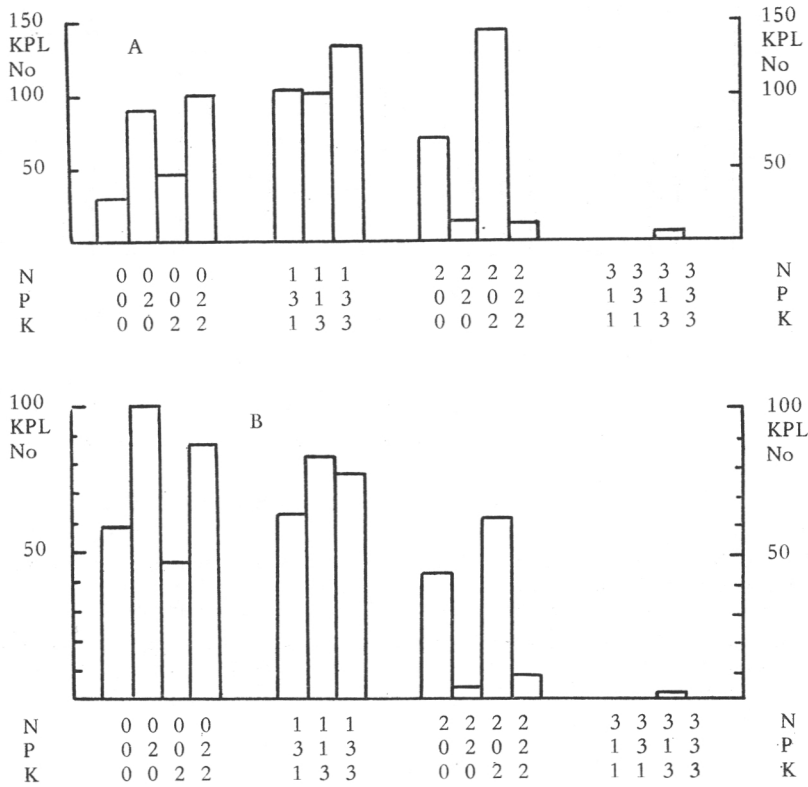 150 150
KPL A KPL
No No
100 100
50 50
N 0 0 0 0 1 1 1 2 2 2 2 3 3 3 3 N
P 0 2 0 2 3 1 3 0 2 0 2 1 3 1 3 P
K 0 0 2 2 1 3 3 0 0 2 2 1 1 3 3 K
100 100
KPL B KPL
No No
50 50
N 0 0 0 0 1 1 1 2 2 2 2 3 3 3 3 N
P 0 2 0 2 3 1 3 0 2 0 2 1 3 1 3 P
K 0 0 2 2 1 3 3 0 0 2 2 1 1 3 3 K